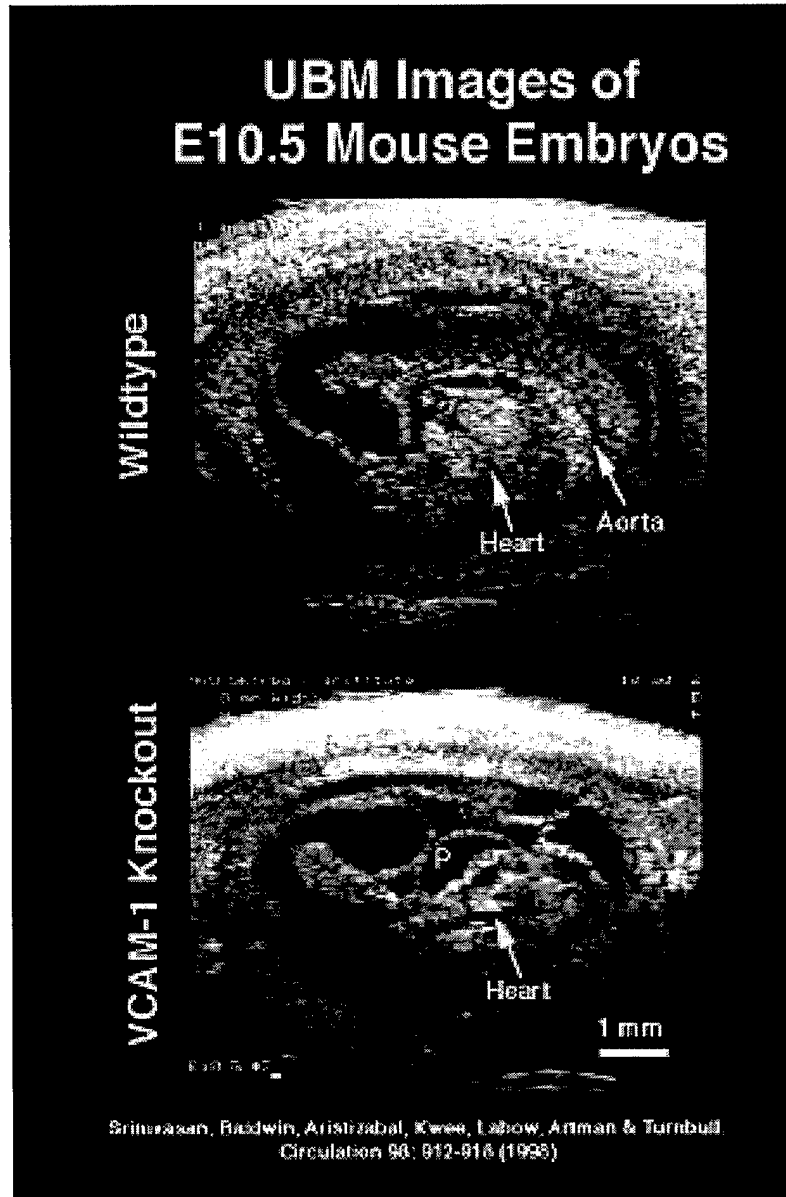 UBM Images of
E10.5 Mouse Embryos
Wildtype
Heart
Aorta
VCAM-1 Knockout
P
Heart
1 mm
Srinivasan, Baldwin, Aristizabal, Kwee, Labow, Artman & Turnbull
Circulation 98: 912-918 (1998)